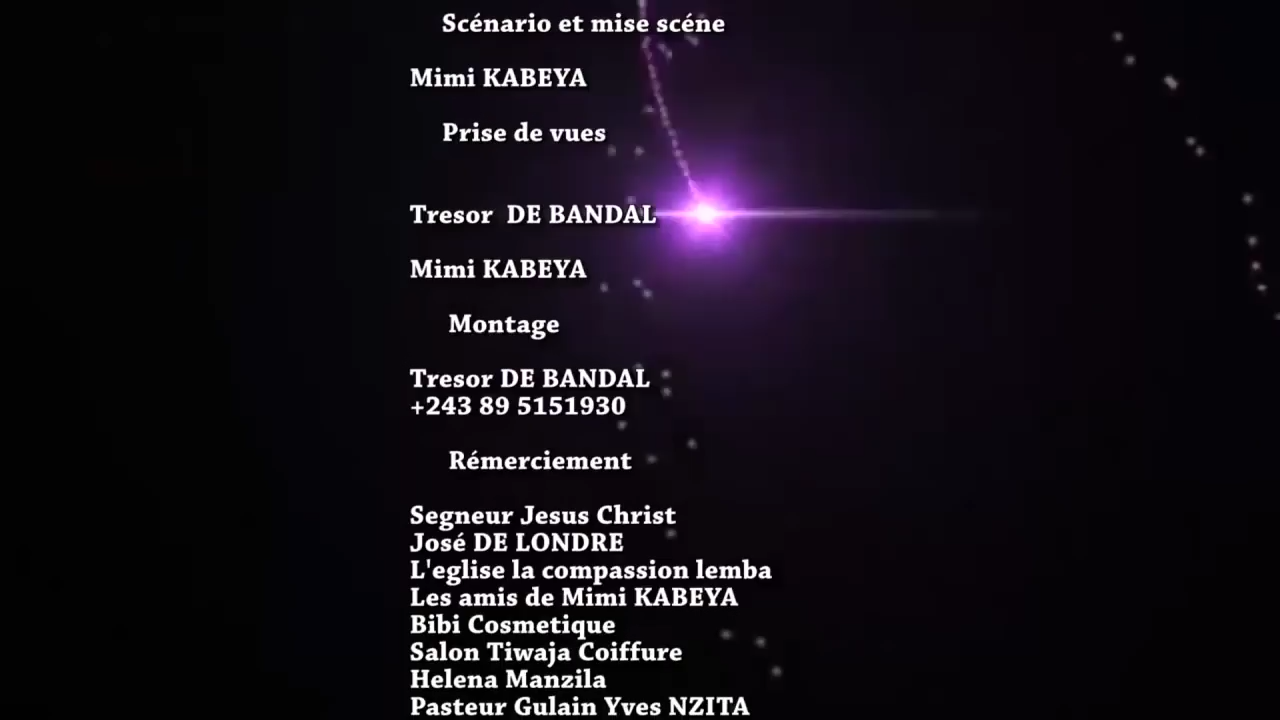 Scénario et mise scéne
Mimi KABEYA
Prise de vues
Tresor DE BANDAL
Mimi KABEYA
Montage
Tresor DE BANDAL
+243 89 5151930
Rémerciement
Segneur Jesus Christ
José DE LONDRE
L'eglise la compassion lemba
Les amis de Mimi KABEYA
Bibi Cosmetique
Salon Tiwaja Coiffure
Helena Manzila
Pasteur Gulain Yves NZITA